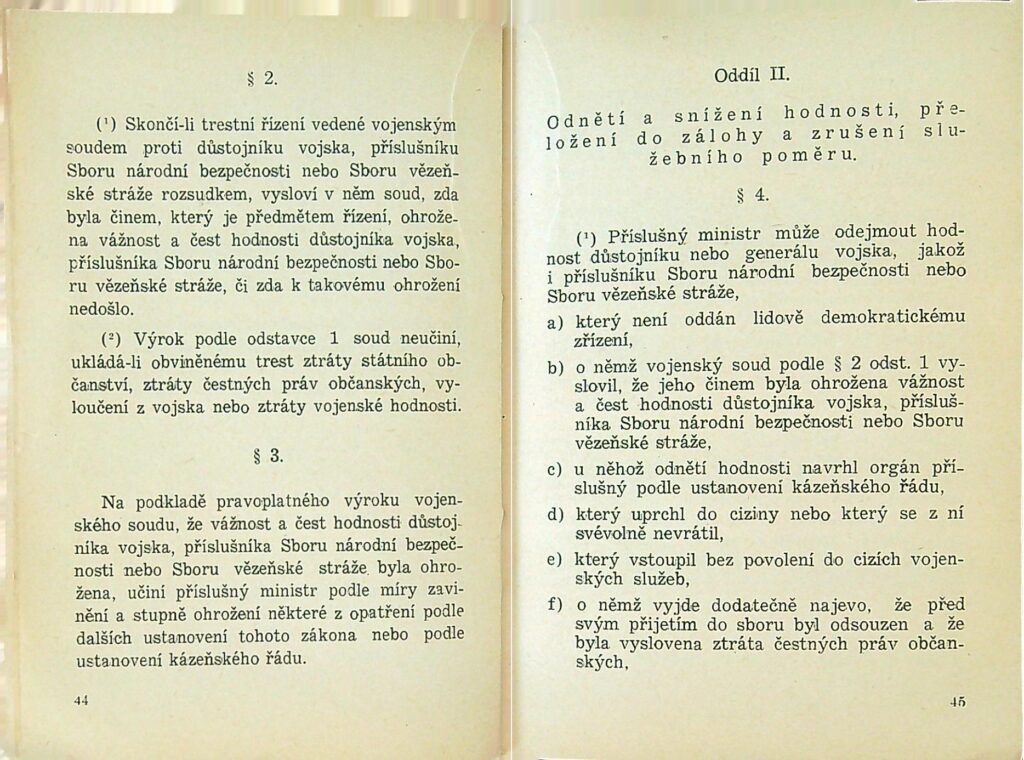 § 2.
(¹) Skončí-li trestní řízení vedené vojenským
soudem proti důstojníku vojska, příslušníku
Sboru národní bezpečnosti nebo Sboru vězeň-
ské stráže rozsudkem, vysloví v něm soud, zda
byla činem, který je předmětem řízení, ohrože-
na vážnost a čest hodnosti důstojníka vojska,
příslušníka Sboru národní bezpečnosti nebo Sbo-
ru vězeňské stráže, či zda k takovému ohrožení
nedošlo.
(²) Výrok podle odstavce 1 soud neučiní,
ukládá-li obviněnému trest ztráty státního ob-
čanství, ztráty čestných práv občanských, vy-
loučení z vojska nebo ztráty vojenské hodnosti.
§ 3.
Na podkladě pravoplatného výroku vojen-
ského soudu, že vážnost a čest hodnosti důstoj-
níka vojska, příslušníka Sboru národní bezpeč-
nosti nebo Sboru vězeňské stráže byla ohro-
žena, učiní příslušný ministr podle míry zavi-
nění a stupně ohrožení některé z opatření podle
dalších ustanovení tohoto zákona nebo podle
ustanovení kázeňského řádu.
44
Oddíl II.
Odnětí a snížení hodnosti, pře-
ložení do zálohy a zrušení slu-
žebního poměru.
§ 4.
(¹) Příslušný ministr může odejmout hod-
nost důstojníku nebo generálu vojska, jakož
i příslušníku Sboru národní bezpečnosti nebo
Sboru vězeňské stráže,
a) který není oddán lidově demokratickému
zřízení,
b) o němž vojenský soud podle § 2 odst. 1 vy-
slovil, že jeho činem byla ohrožena vážnost
a čest hodnosti důstojníka vojska, přísluš-
níka Sboru národní bezpečnosti nebo Sboru
vězeňské stráže,
c) u něhož odnětí hodnosti navrhl orgán pří-
slušný podle ustanovení kázeňského řádu,
d) který uprchl do ciziny nebo který se z ní
svévolně nevrátil,
e) který vstoupil bez povolení do cizích vojen-
ských služeb,
f) o němž vyjde dodatečně najevo, že před
svým přijetím do sboru byl odsouzen a že
byla vyslovena ztráta čestných práv občan-
ských,
45